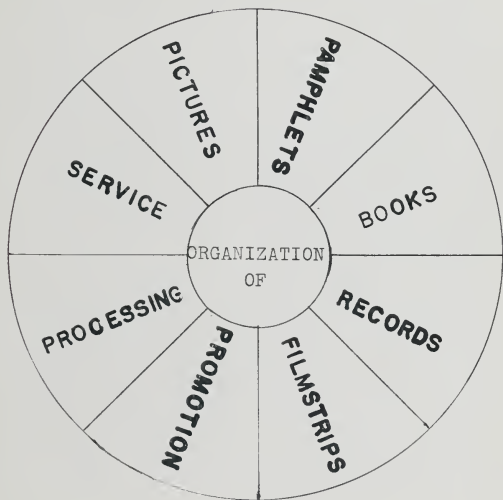 PICTURES
PAMPHLETS
BOOKS
RECORDS
FILMSTRIPS
PROMOTION
PROCESSING
SERVICE
ORGANIZATION
OF